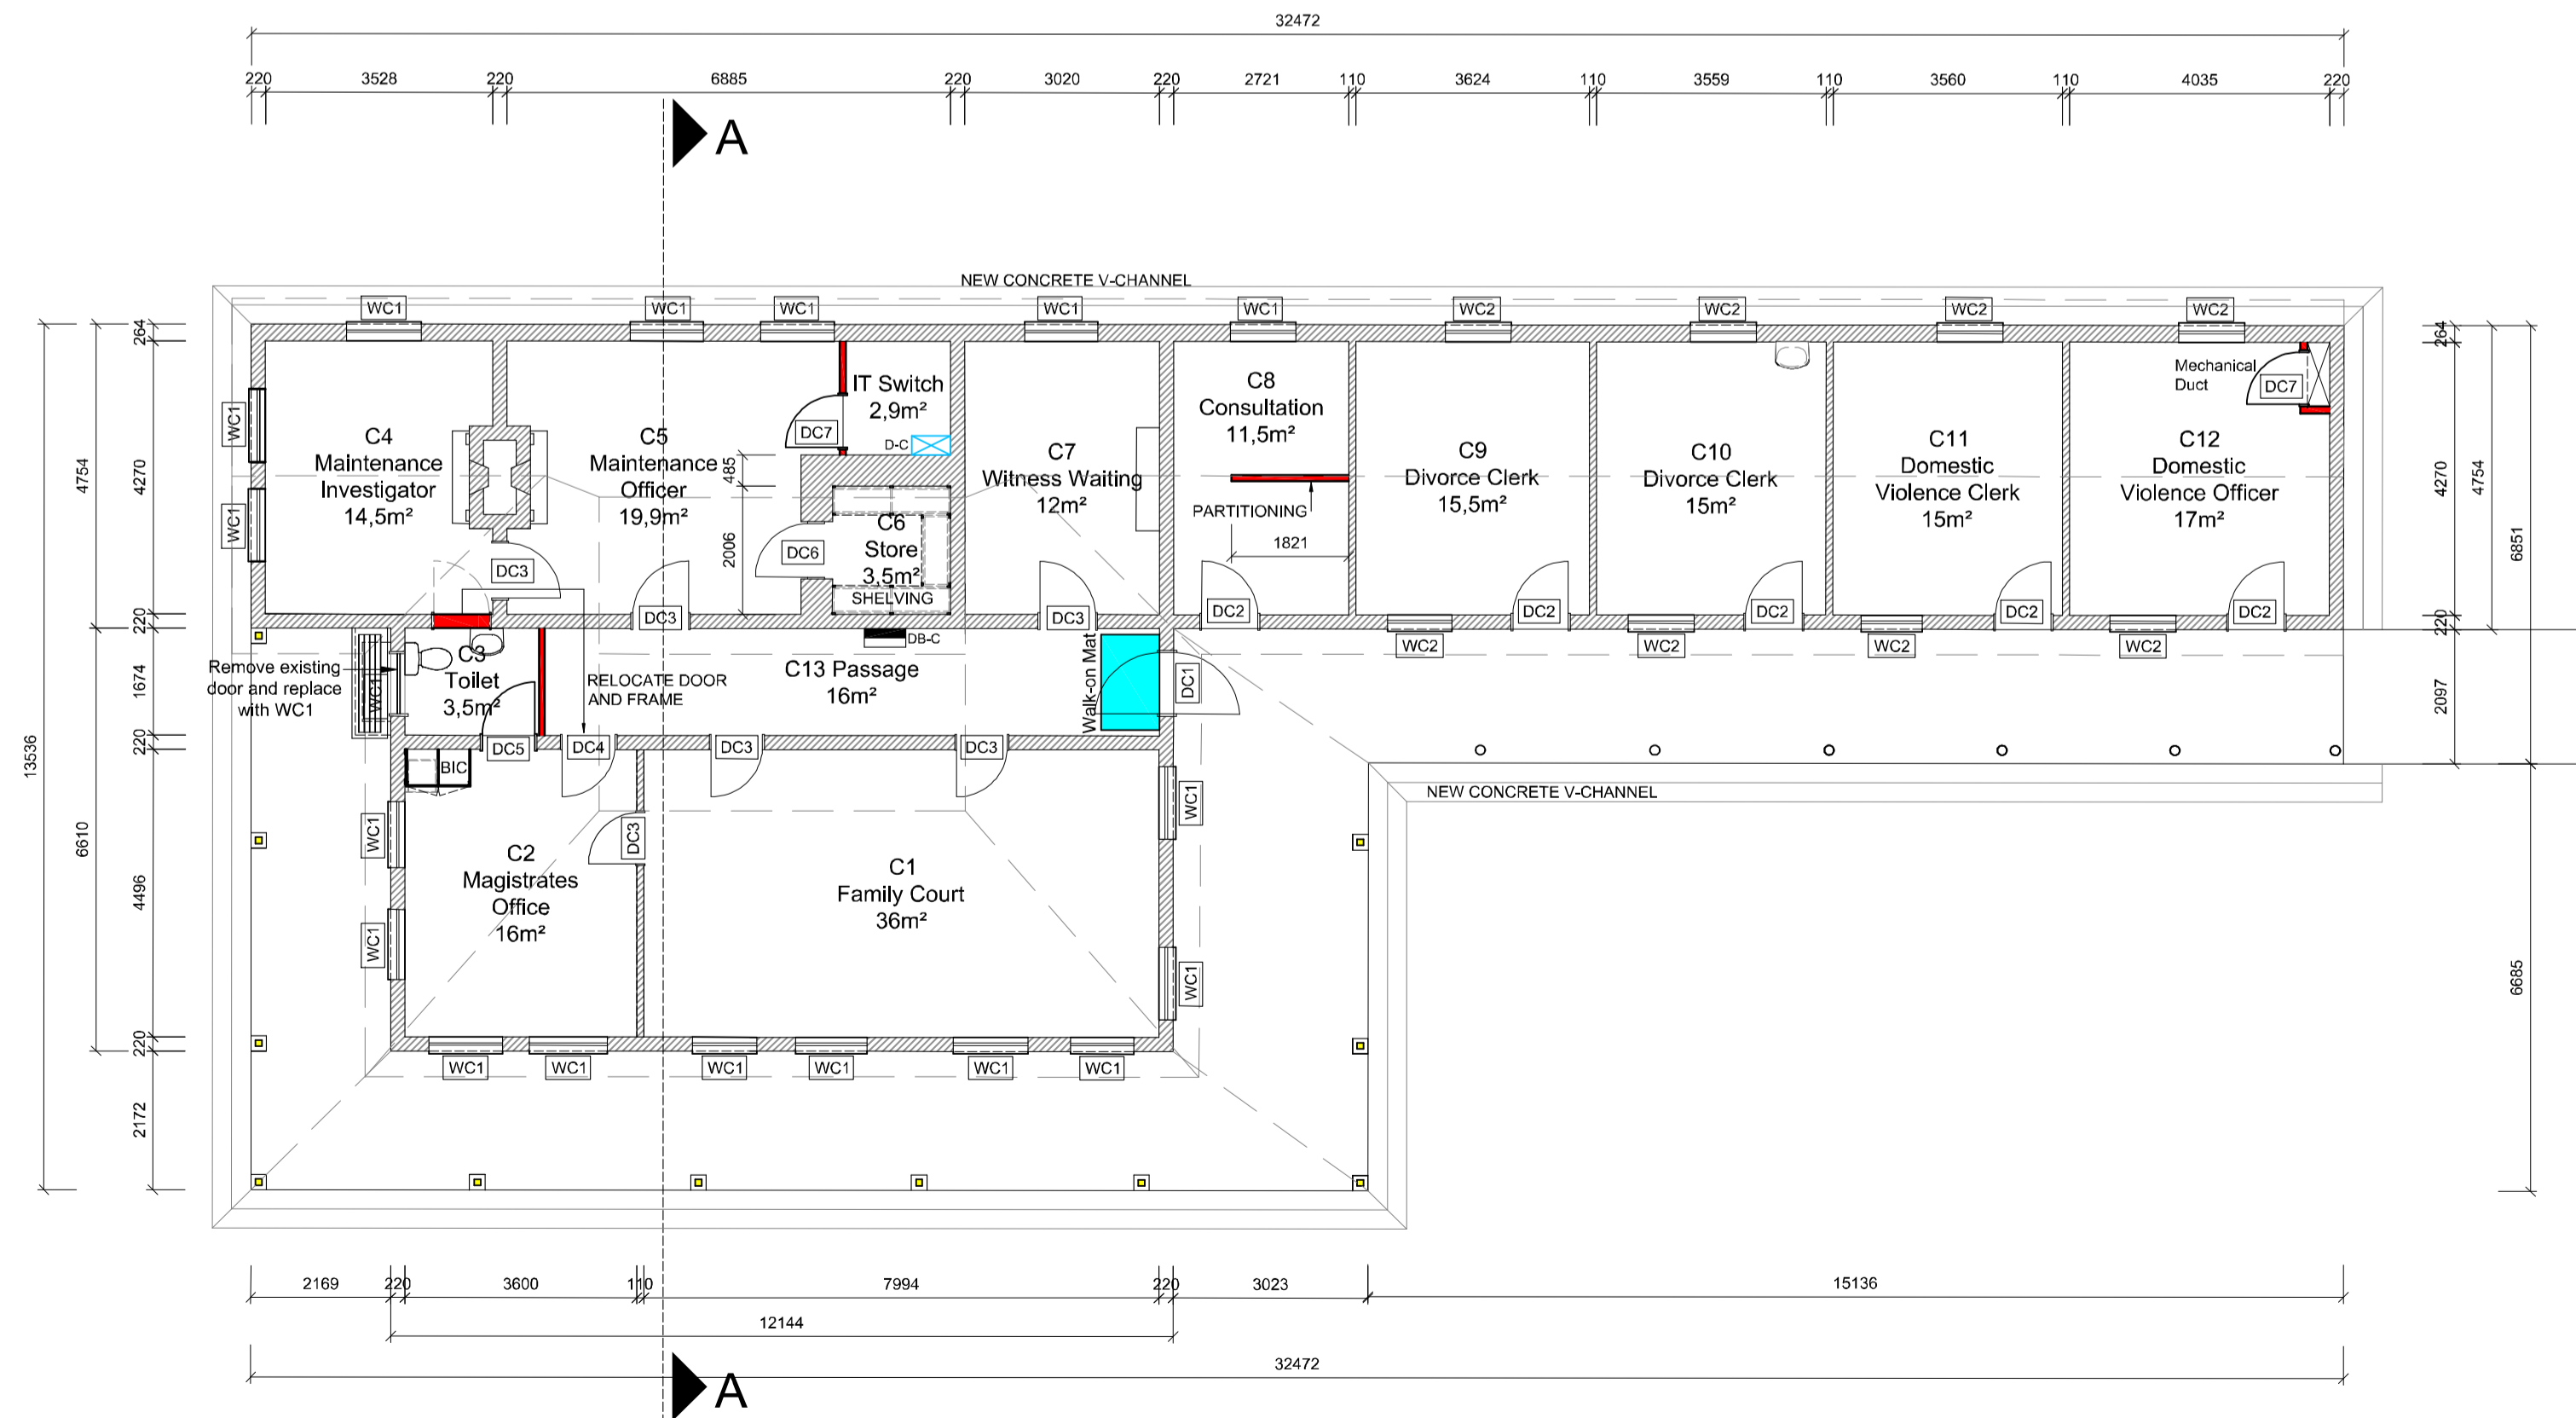 32472
220 3528 220 6885 220 3020 220 2721 110 3624 110 3559 110 3560 110 4035 220
A
NEW CONCRETE V-CHANNEL
WC1 WC1 WC1 WC1 WC1 WC2 WC2 WC2 WC2
13536
4754
6610
264
4270
220
1674
220
4496
220
2172
WC1
WC1
C4
Maintenance
Investigator
14,5m²
DC3
C5
Maintenance
Officer
19,9m²
DC3
IT Switch
2,9m²
DC7
D-C
485
2006
DC6
C6
Store
3,5m²
SHELVING
C7
Witness Waiting
12m²
DC3
C8
Consultation
11,5m²
PARTITIONING
1821
DC2
C9
Divorce Clerk
15,5m²
DC2
C10
Divorce Clerk
15m²
DC2
C11
Domestic
Violence Clerk
15m²
DC2
C12
Domestic
Violence Officer
17m²
DC2
Mechanical
Duct
DC7
WC2 WC2 WC2 WC2
264
4270
220
2097
4754
6851
6685
Remove existing
door and replace
with WC1
WC1
C3
Toilet
3,5m²
RELOCATE DOOR
AND FRAME
DB-C
C13 Passage
16m²
Walk-on Mat
DC1
DC5 DC4 DC3 DC3
BIC
NEW CONCRETE V-CHANNEL
WC1
WC1
DC3
C2
Magistrates
Office
16m²
C1
Family Court
36m²
WC1
WC1
WC1 WC1 WC1 WC1 WC1 WC1
2169 220 3600 110 7994 220 3023 15136
12144
32472
A